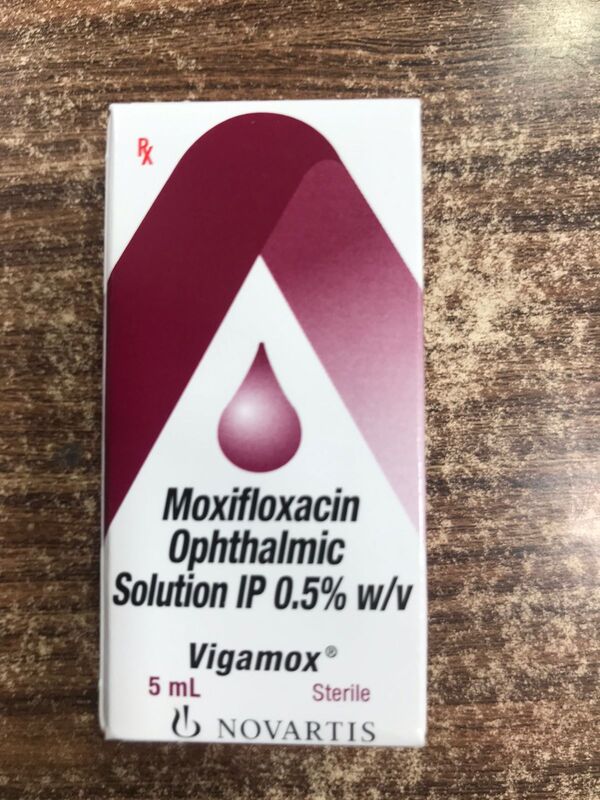 Rx
Moxifloxacin
Ophthalmic
Solution IP 0.5% w/v
Vigamox®
5 mL Sterile
NOVARTIS